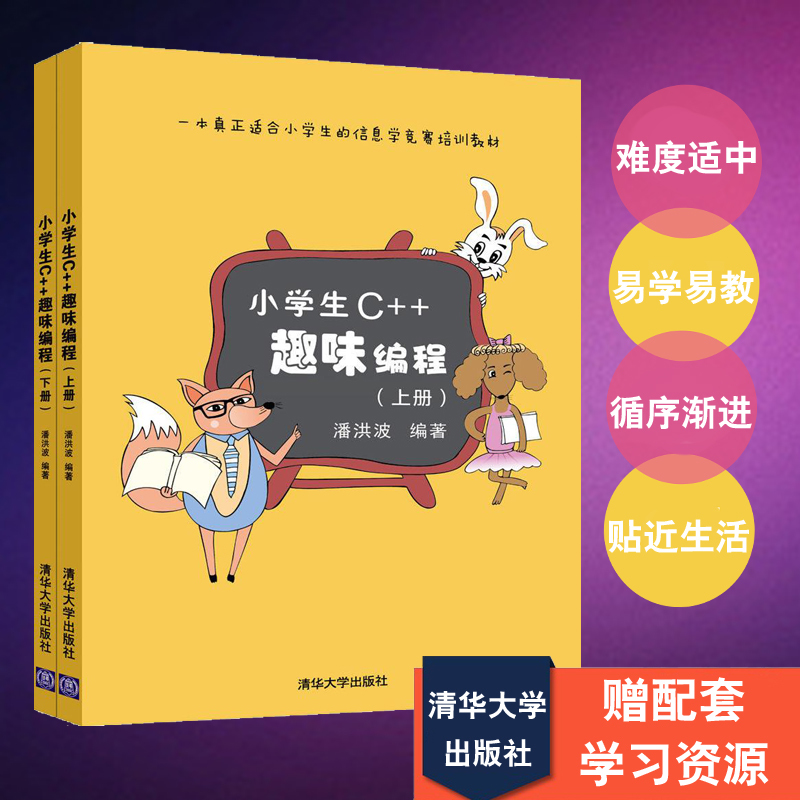 一本真正适合小学生的信息学竞赛培训教材
小学生C++
趣味编程
(上册)
潘洪波 编著
清华大学出版社
小学生C++趣味编程(下册)
潘洪波 编著
清华大学出版社
小学生C++趣味编程(上册)
潘洪波 编著
清华大学出版社
难度适中
易学易教
循序渐进
贴近生活
清华大学
出版社
赠配套
学习资源